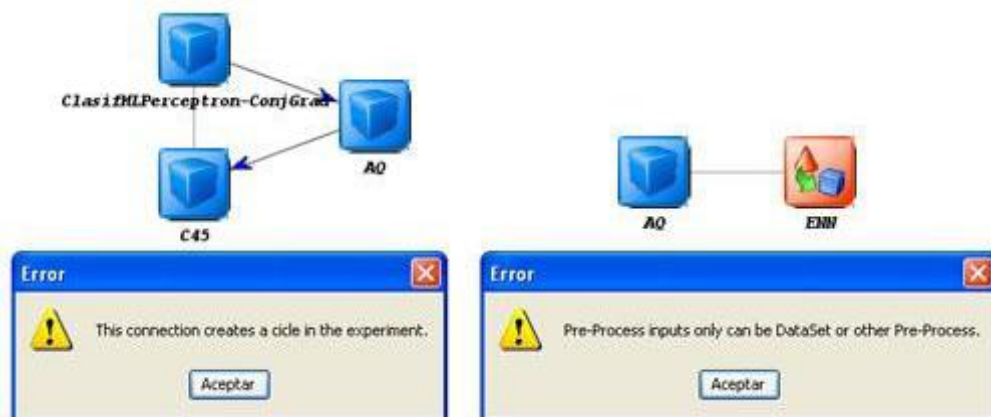 ClasifMLPerceptron-ConjGrad
AQ
C45
AQ
ENN
Error
This connection creates a cicle in the experiment.
Aceptar
Error
Pre-Process inputs only can be DataSet or other Pre-Process.
Aceptar